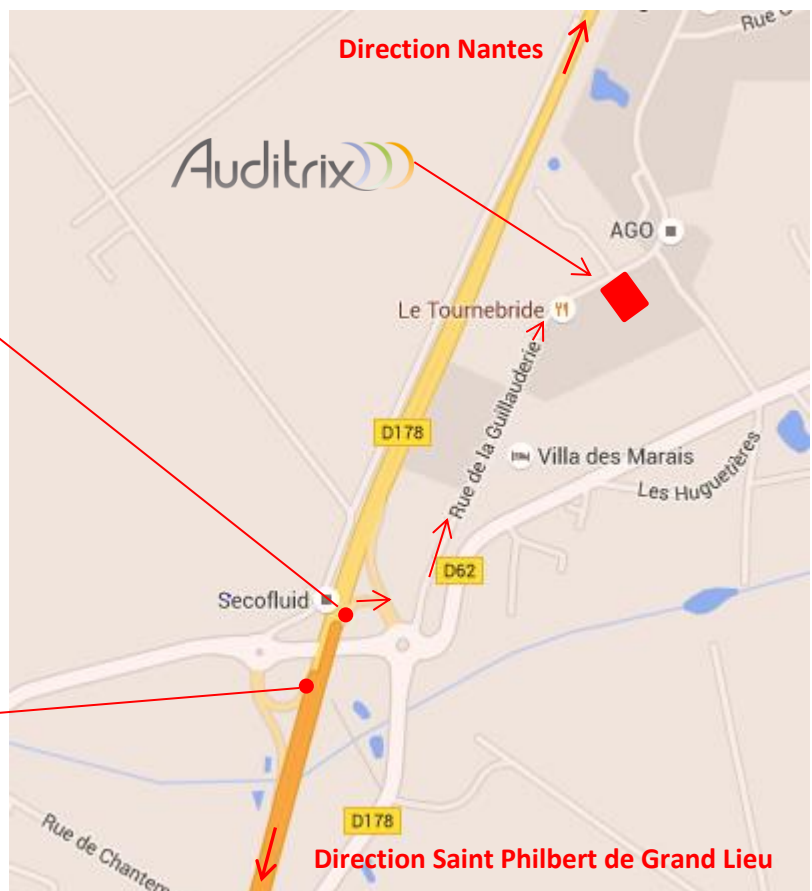 Direction Nantes
Auditrix
AGO
Le Tournebride
D178
Rue de la Guillauderie
Villa des Marais
Les Huguetières
D62
Secofluid
D178
Rue de Chantem
Direction Saint Philbert de Grand Lieu